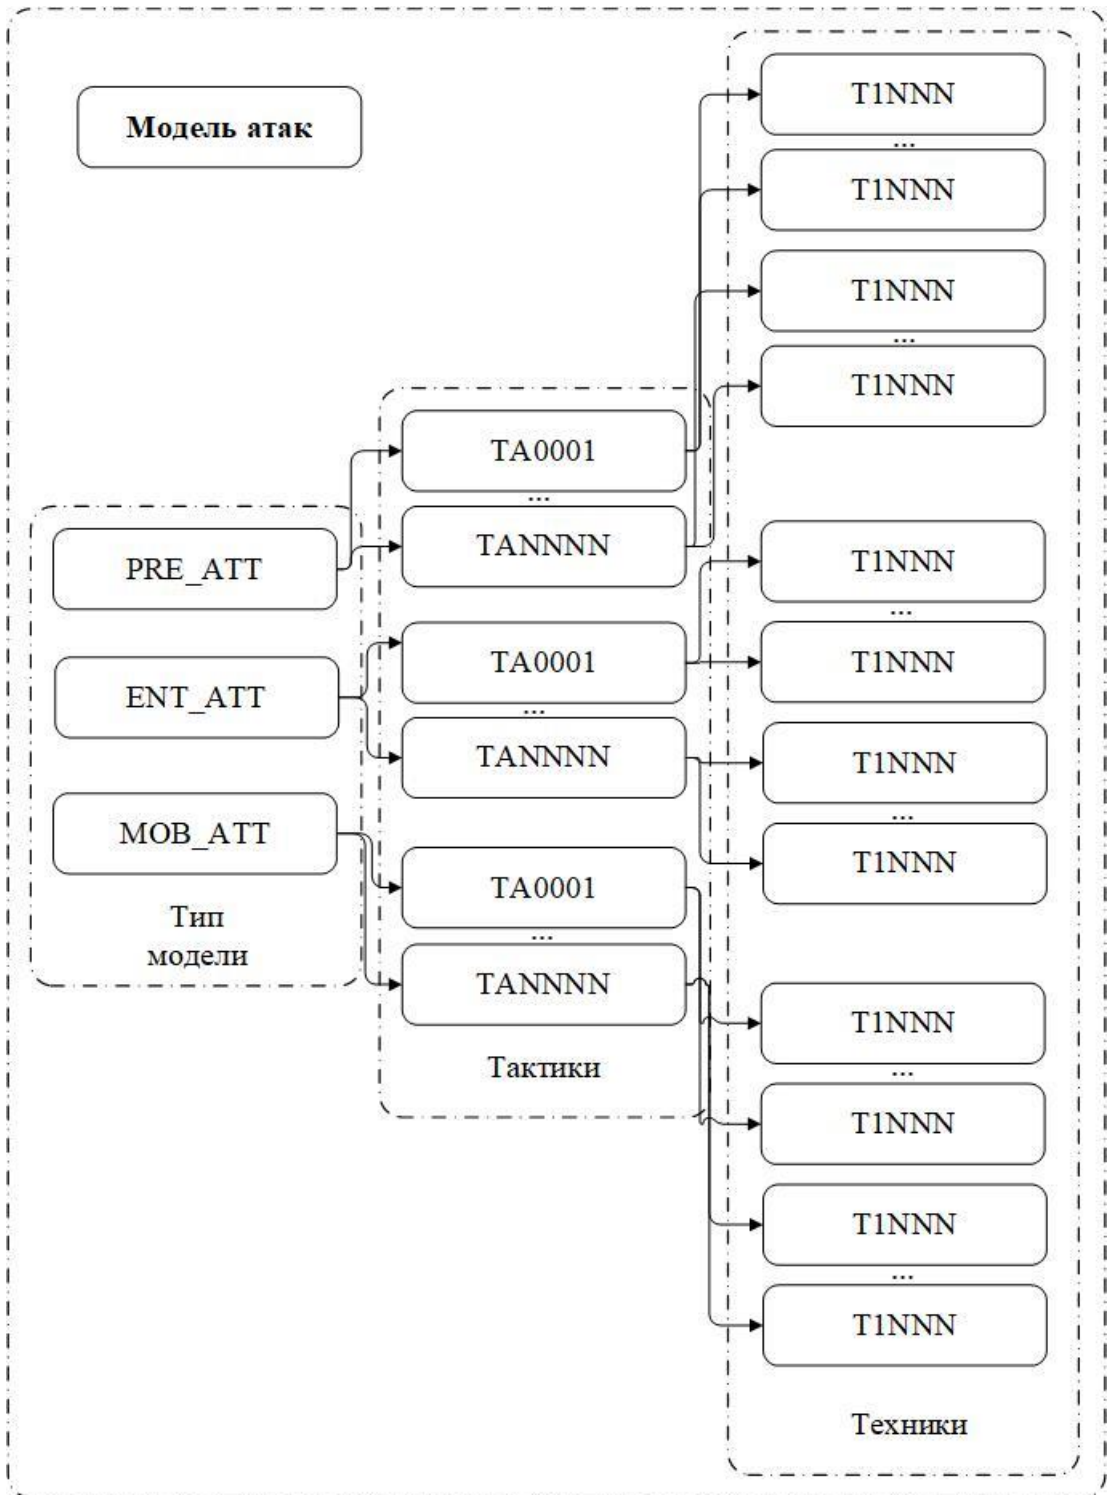 Модель атак
PRE_ATT
ENT_ATT
MOB_ATT
Тип
модели
TA0001
...
TANNNN
TA0001
...
TANNNN
TA0001
...
TANNNN
Тактики
T1NNN
...
T1NNN
T1NNN
...
T1NNN
T1NNN
...
T1NNN
T1NNN
...
T1NNN
T1NNN
...
T1NNN
T1NNN
...
T1NNN
Техники